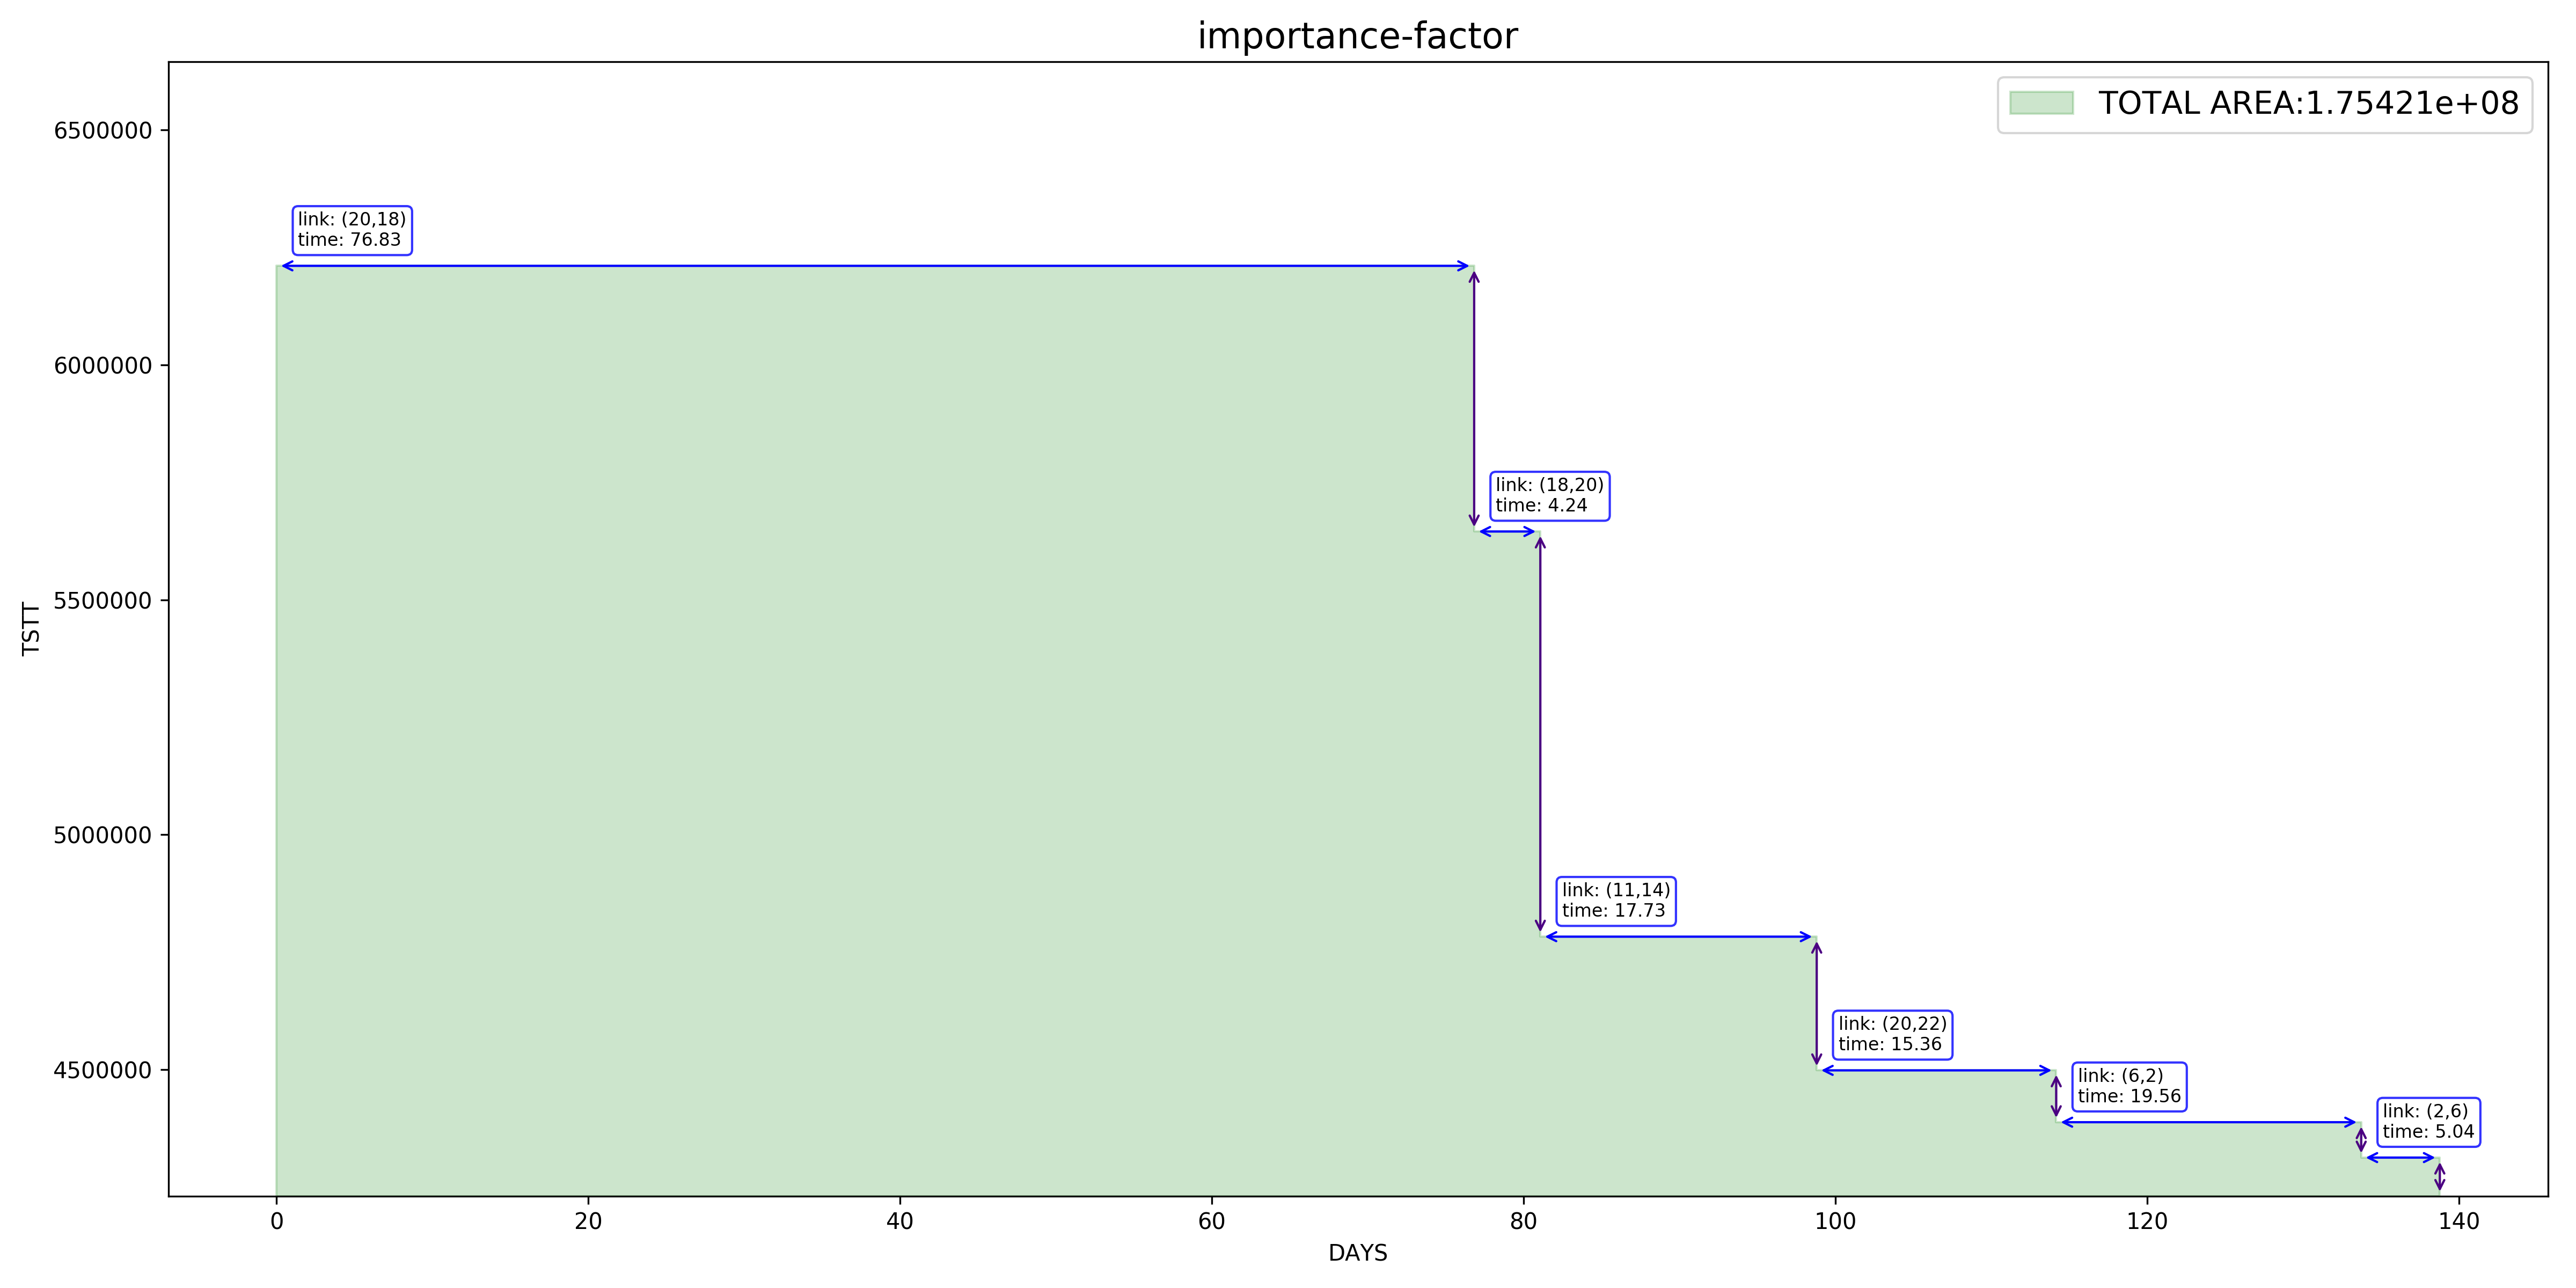 importance-factor
TOTAL AREA:1.75421e+08
6500000
6000000
5500000
5000000
4500000
TSTT
link: (20,18)
time: 76.83
link: (18,20)
time: 4.24
link: (11,14)
time: 17.73
link: (20,22)
time: 15.36
link: (6,2)
time: 19.56
link: (2,6)
time: 5.04
0 20 40 60 80 100 120 140
DAYS